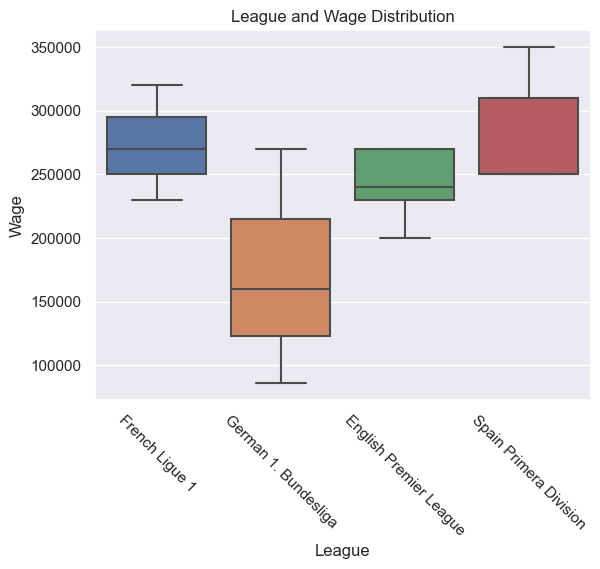 League and Wage Distribution
350000
300000
250000
200000
150000
100000
Wage
French Ligue 1
German 1. Bundesliga
English Premier League
Spain Primera Division
League